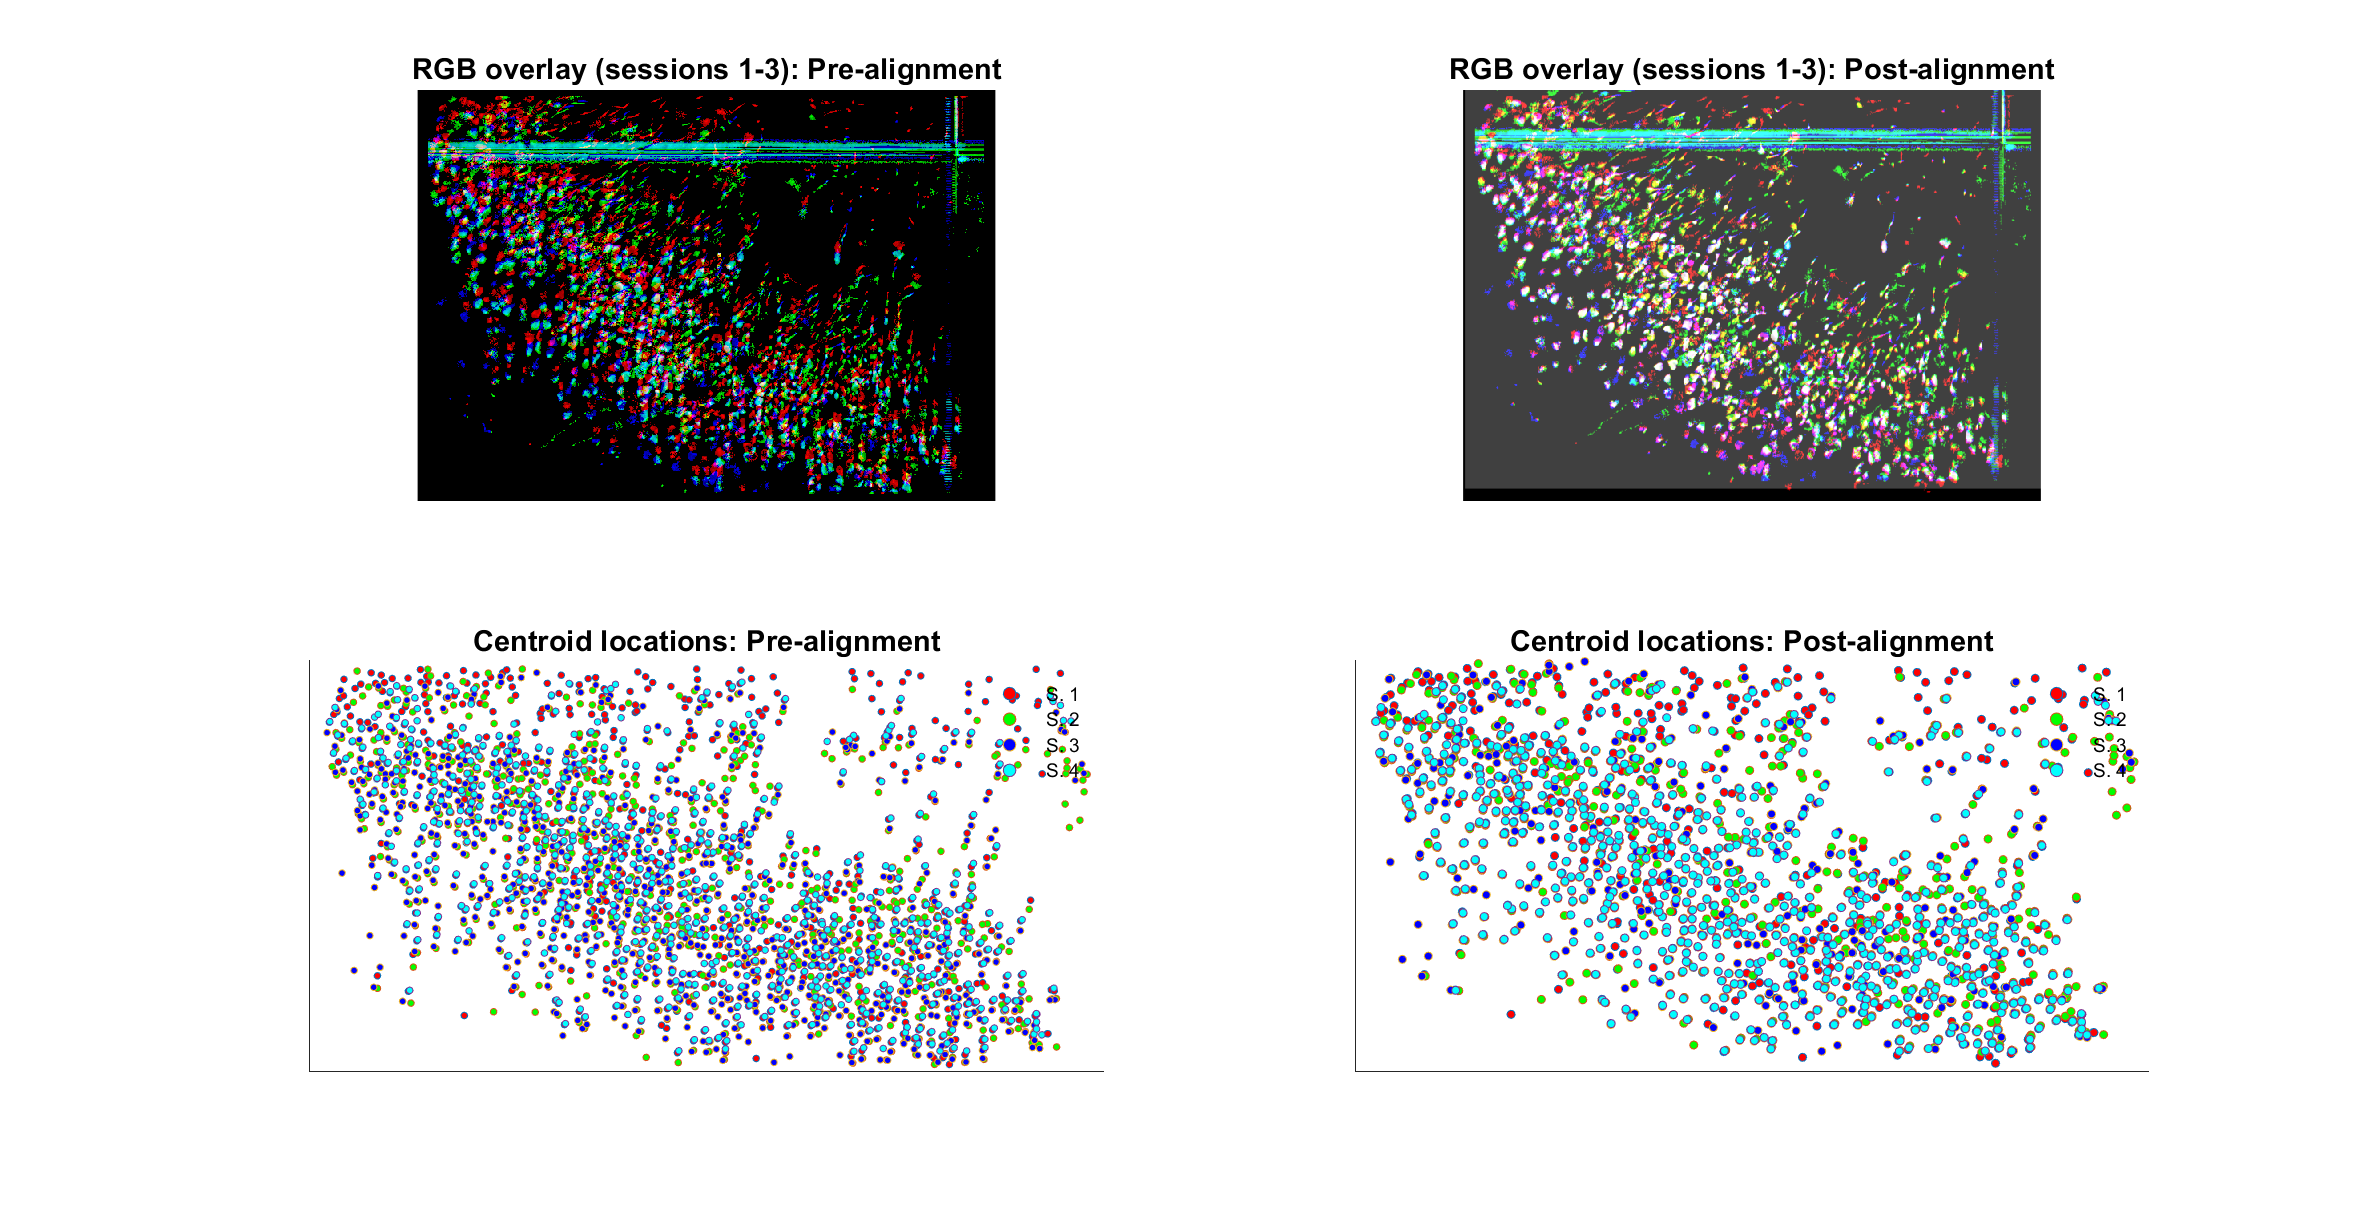 RGB overlay (sessions 1-3): Pre-alignment
RGB overlay (sessions 1-3): Post-alignment
Centroid locations: Pre-alignment
S. 1
S. 2
S. 3
S. 4
Centroid locations: Post-alignment
S. 1
S. 2
S. 3
S. 4